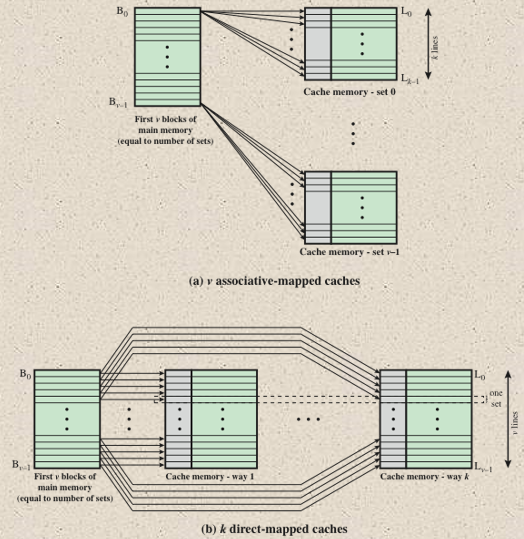 B0
L0
k lines
Lk–1
Cache memory - set 0
Bv–1
First v blocks of
main memory
(equal to number of sets)
Cache memory - set v–1
(a) v associative-mapped caches
B0
L0
one
set
v lines
Bv–1
Lv–1
First v blocks of
main memory
(equal to number of sets)
Cache memory - way 1
Cache memory - way k
(b) k direct-mapped caches